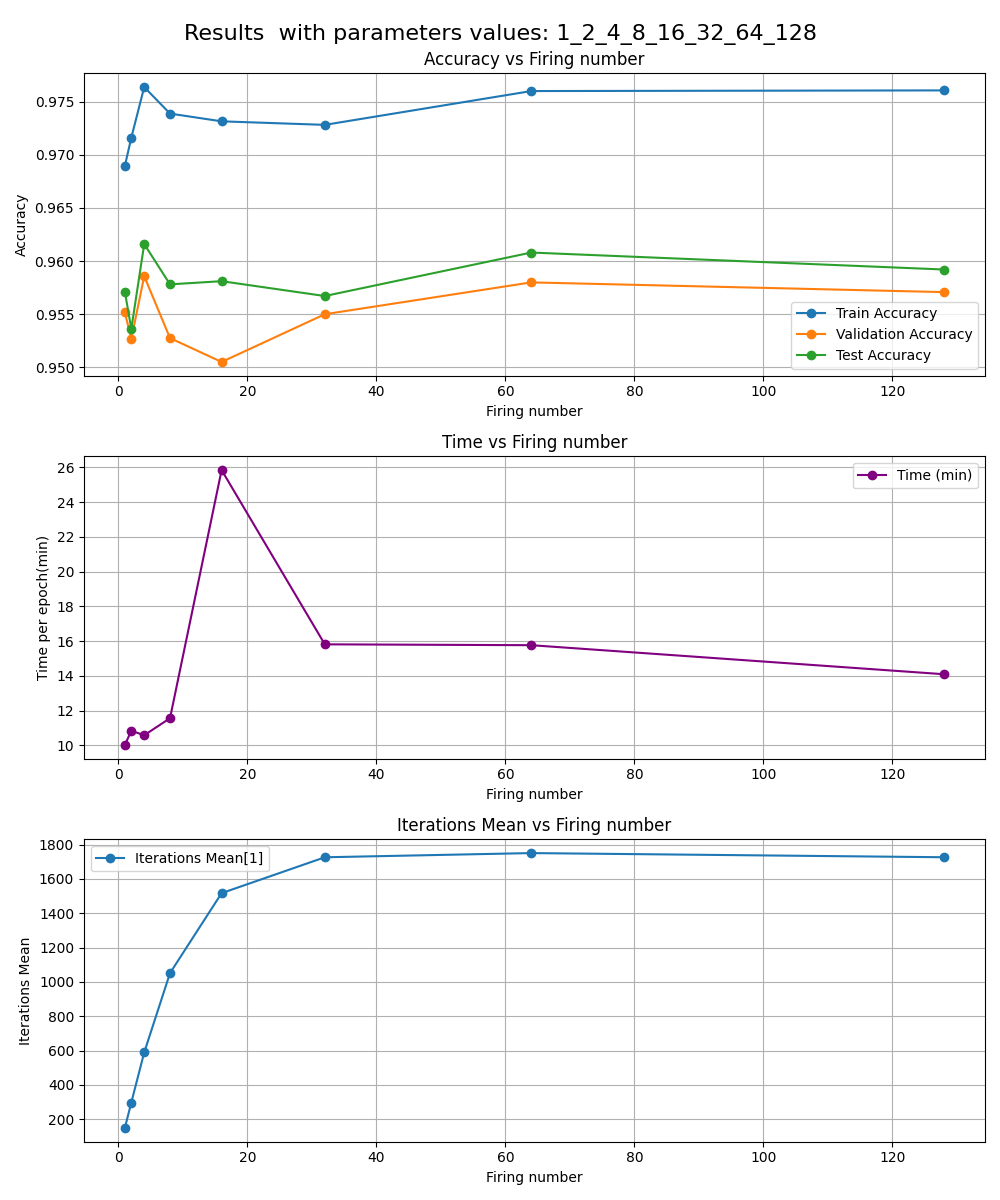 Results  with parameters values: 1_2_4_8_16_32_64_128
Accuracy vs Firing number
0.975
0.970
0.965
0.960
0.955
0.950
Accuracy
Train Accuracy
Validation Accuracy
Test Accuracy
0 20 40 60 80 100 120
Firing number
Time vs Firing number
26
24
22
20
18
16
14
12
10
Time per epoch(min)
Time (min)
0 20 40 60 80 100 120
Firing number
Iterations Mean vs Firing number
1800
1600
1400
1200
1000
800
600
400
200
Iterations Mean
Iterations Mean[1]
0 20 40 60 80 100 120
Firing number